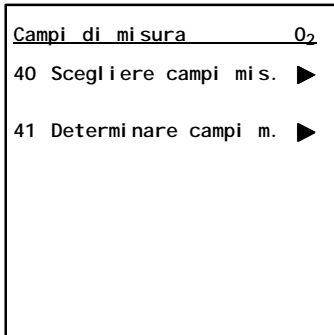 Campi di misura O₂
40 Scegliere campi mis. ▶
41 Determinare campi m. ▶